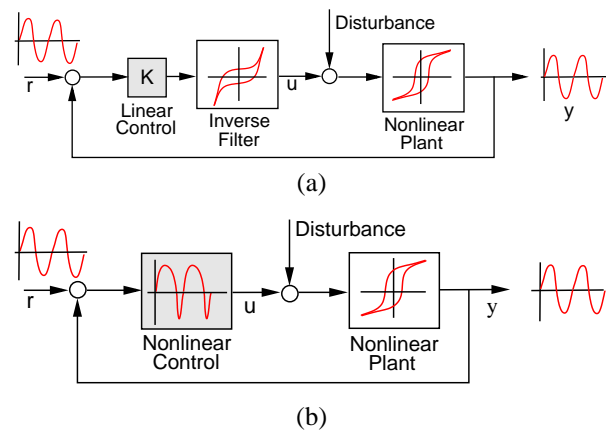 Disturbance
r
K
u
y
Linear
Control
Inverse
Filter
Nonlinear
Plant
(a)
Disturbance
r
u
y
Nonlinear
Control
Nonlinear
Plant
(b)